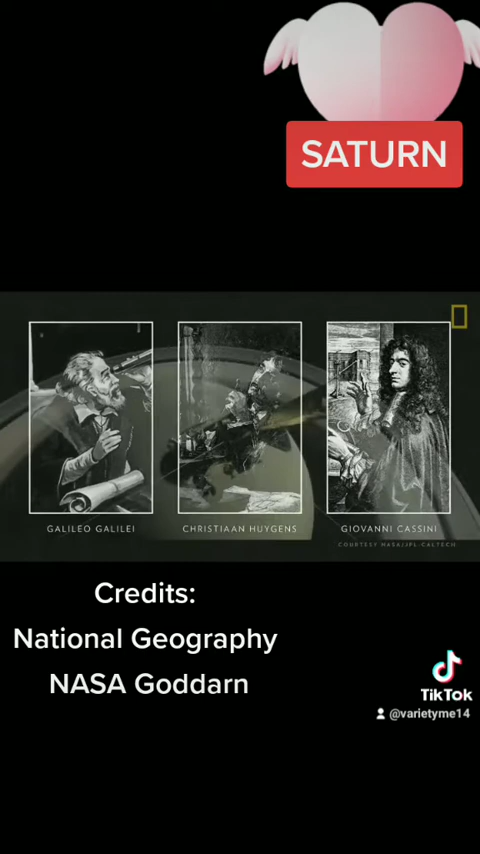 SATURN
GALILEO GALILEI
CHRISTIAAN HUYGENS
GIOVANNI CASSINI
COURTESY NASA/JPL-CALTECH
Credits:
National Geography
NASA Goddarn
TikTok
@varietyme14